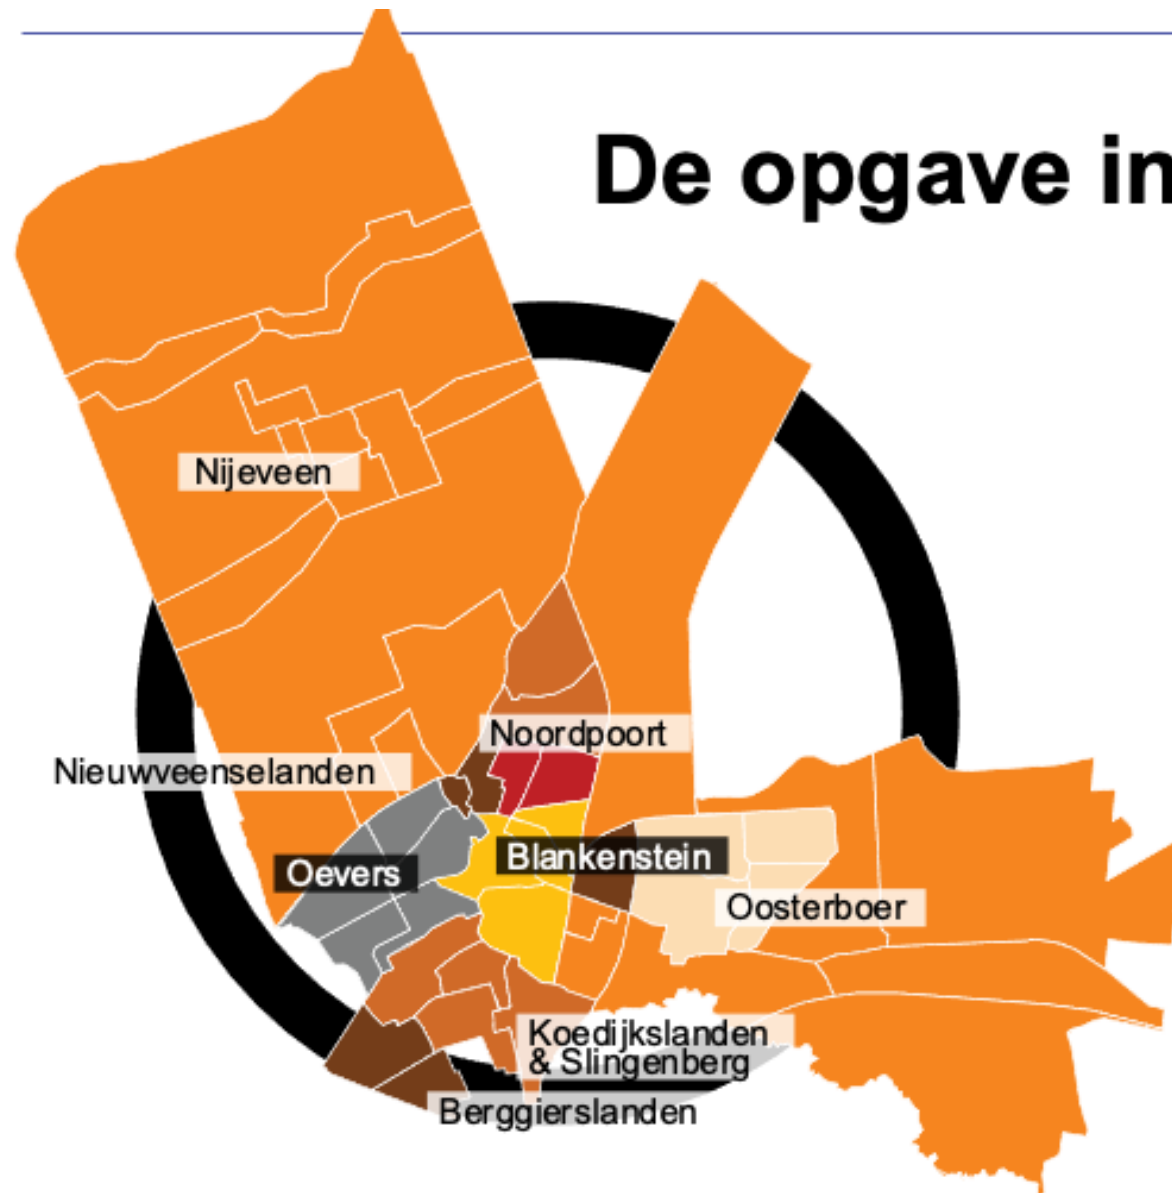 De opgave in
Nijeveen
Noordpoort
Nieuwveenselanden
Blankenstein
Oevers
Oosterboer
Koedijkslanden
& Slingenberg
Berggierslanden